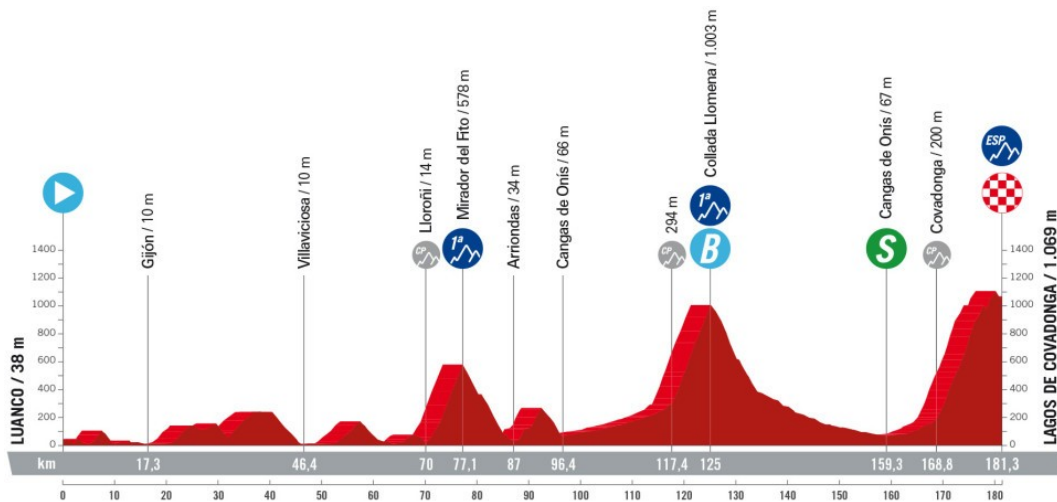 LUANCO / 38 m
Gijón / 10 m
Villaviciosa / 10 m
Lloroñi / 14 m
Mirador del Fito / 578 m
Arriondas / 34 m
Cangas de Onís / 66 m
294 m
Collada Llomena / 1.003 m
Cangas de Onís / 67 m
Covadonga / 200 m
LAGOS DE COVADONGA / 1.069 m
CP
1ª
CP
1ª
B
S
CP
ESP
1400
1200
1000
800
600
400
200
0
1400
1200
1000
800
600
400
200
0
km 17,3 46,4 70 77,1 87 96,4 117,4 125 159,3 168,8 181,3
0 10 20 30 40 50 60 70 80 90 100 110 120 130 140 150 160 170 180